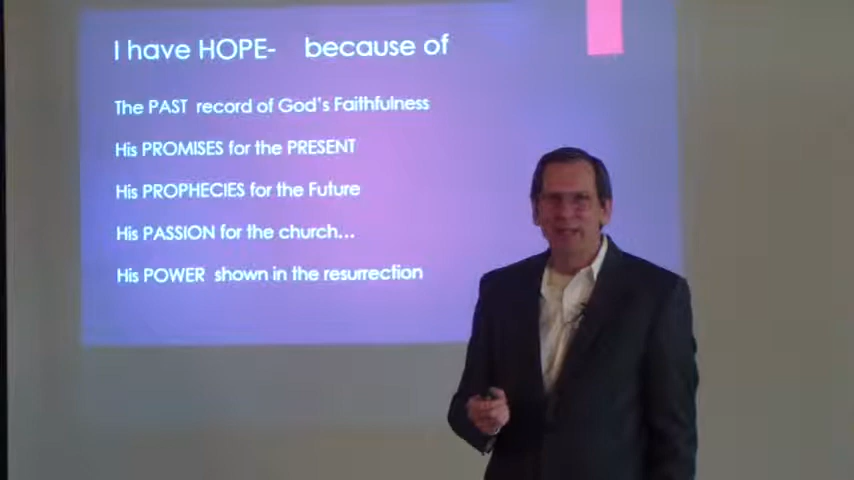 I have HOPE- because of
The PAST record of God's Faithfulness
His PROMISES for the PRESENT
His PROPHECIES for the Future
His PASSION for the church...
His POWER shown in the resurrection